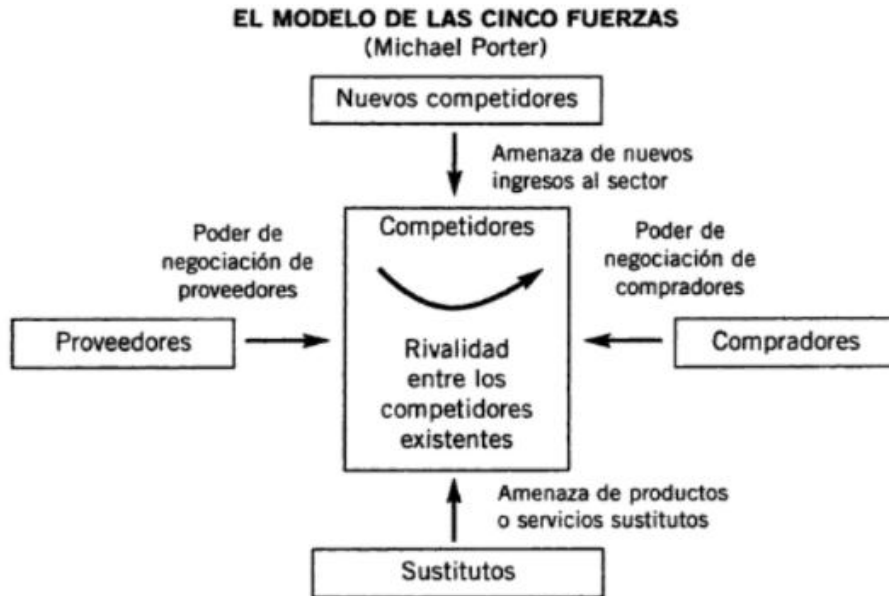 EL MODELO DE LAS CINCO FUERZAS
(Michael Porter)
Nuevos competidores
Amenaza de nuevos
ingresos al sector
Competidores
Poder de
negociación de
proveedores
Poder de
negociación de
compradores
Proveedores
Compradores
Rivalidad
entre los
competidores
existentes
Amenaza de productos
o servicios sustitutos
Sustitutos